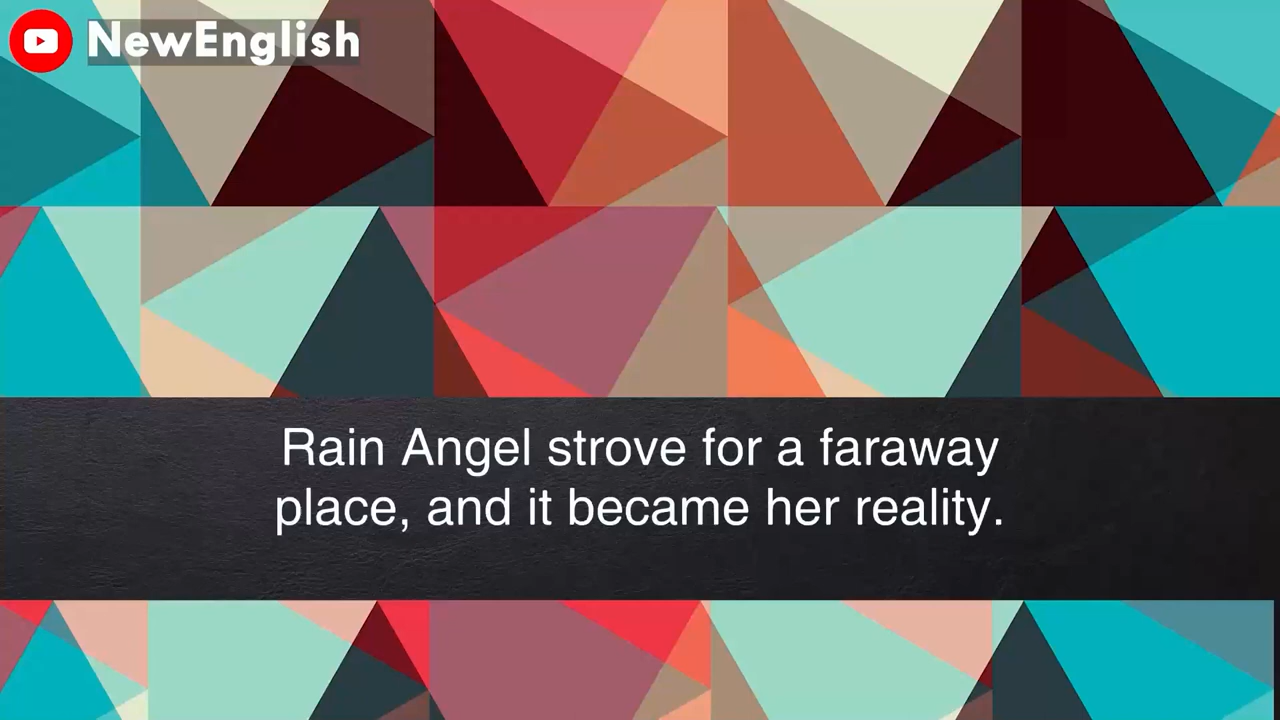 NewEnglish
Rain Angel strove for a faraway
place, and it became her reality.